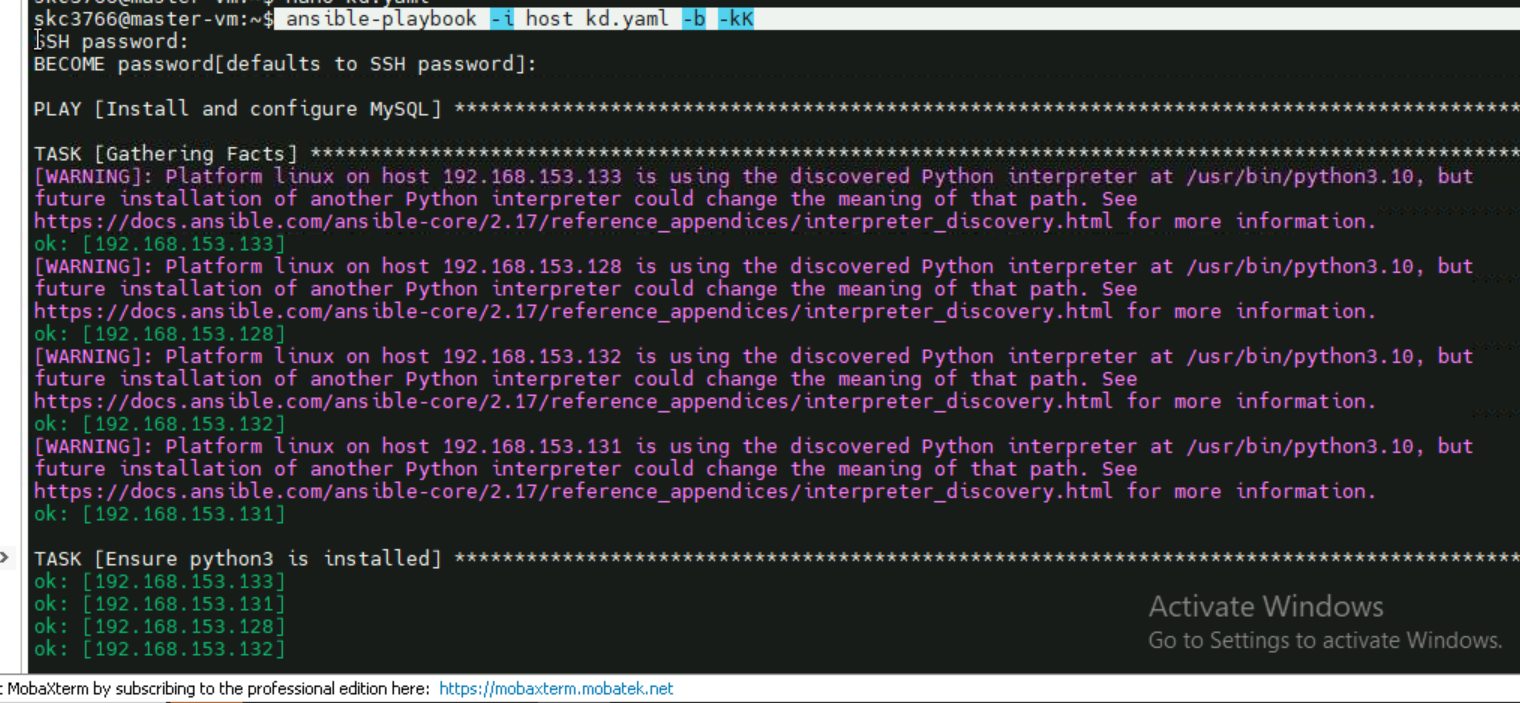 skc3766@master-vm:~$ nano kd.yaml
skc3766@master-vm:~$ ansible-playbook -i host kd.yaml -b -kK
SSH password:
BECOME password[defaults to SSH password]:
PLAY [Install and configure MySQL] ****************************************************************************************
TASK [Gathering Facts] ****************************************************************************************************
[WARNING]: Platform linux on host 192.168.153.133 is using the discovered Python interpreter at /usr/bin/python3.10, but
future installation of another Python interpreter could change the meaning of that path. See
https://docs.ansible.com/ansible-core/2.17/reference_appendices/interpreter_discovery.html for more information.
ok: [192.168.153.133]
[WARNING]: Platform linux on host 192.168.153.128 is using the discovered Python interpreter at /usr/bin/python3.10, but
future installation of another Python interpreter could change the meaning of that path. See
https://docs.ansible.com/ansible-core/2.17/reference_appendices/interpreter_discovery.html for more information.
ok: [192.168.153.128]
[WARNING]: Platform linux on host 192.168.153.132 is using the discovered Python interpreter at /usr/bin/python3.10, but
future installation of another Python interpreter could change the meaning of that path. See
https://docs.ansible.com/ansible-core/2.17/reference_appendices/interpreter_discovery.html for more information.
ok: [192.168.153.132]
[WARNING]: Platform linux on host 192.168.153.131 is using the discovered Python interpreter at /usr/bin/python3.10, but
future installation of another Python interpreter could change the meaning of that path. See
https://docs.ansible.com/ansible-core/2.17/reference_appendices/interpreter_discovery.html for more information.
ok: [192.168.153.131]
TASK [Ensure python3 is installed] ****************************************************************************************
ok: [192.168.153.133]
ok: [192.168.153.131]
ok: [192.168.153.128]
ok: [192.168.153.132]
Activate Windows
Go to Settings to activate Windows.
MobaXterm by subscribing to the professional edition here: https://mobaxterm.mobatek.net